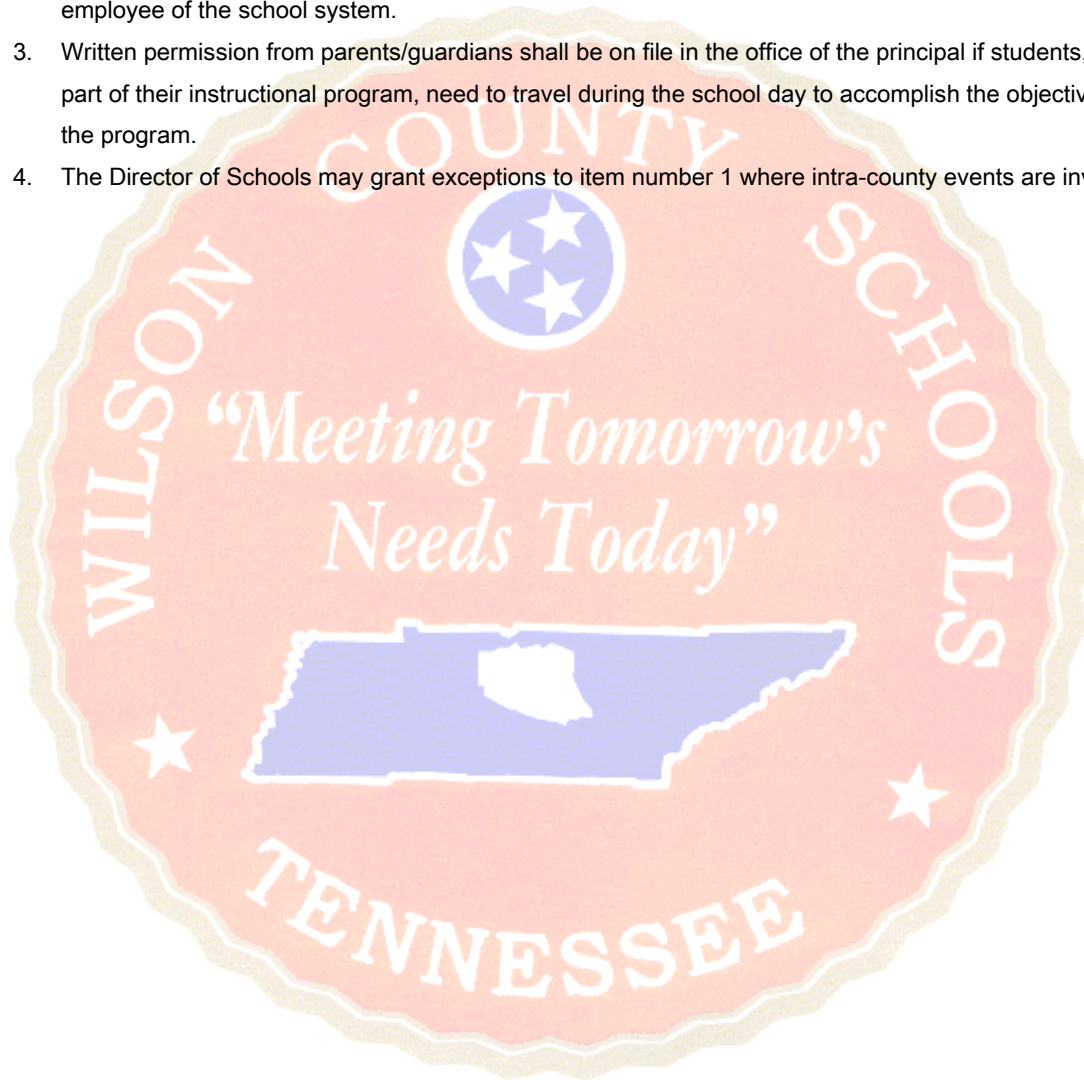 employee of the school system.
3. Written permission from parents/guardians shall be on file in the office of the principal if students,
part of their instructional program, need to travel during the school day to accomplish the objectiv
the program.
4. The Director of Schools may grant exceptions to item number 1 where intra-county events are inv
WILSON COUNTY SCHOOLS
“Meeting Tomorrow's
Needs Today”
TENNESSEE